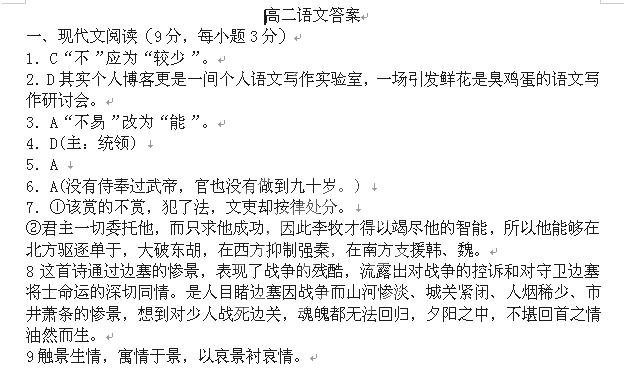 高二语文答案
一、现代文阅读（9分，每小题3分）
1．C“不 ”应为“较少 ”。
2．D其实个人博客更是一间个人语文写作实验室，一场引发鲜花是臭鸡蛋的语文写
作研讨会。
3．A“不易 ”改为“能 ”。
4．D(主：统领)
5．A
6．A(没有侍奉过武帝，官也没有做到九十岁。）
7．①该赏的不赏，犯了法，文吏却按律处分。
②君主一切委托他，而只求他成功，因此李牧才得以竭尽他的智能，所以他能够在
北方驱逐单于，大破东胡，在西方抑制强秦，在南方支援韩、魏。
8 这首诗通过边塞的惨景，表现了战争的残酷，流露出对战争的控诉和对守卫边塞
将士命运的深切同情。是人目睹边塞因战争而山河惨淡、城关紧闭、人烟稀少、市
井萧条的惨景，想到对少人战死边关，魂魄都无法回归，夕阳之中，不堪回首之情
油然而生。
9触景生情，寓情于景，以哀景衬哀情。